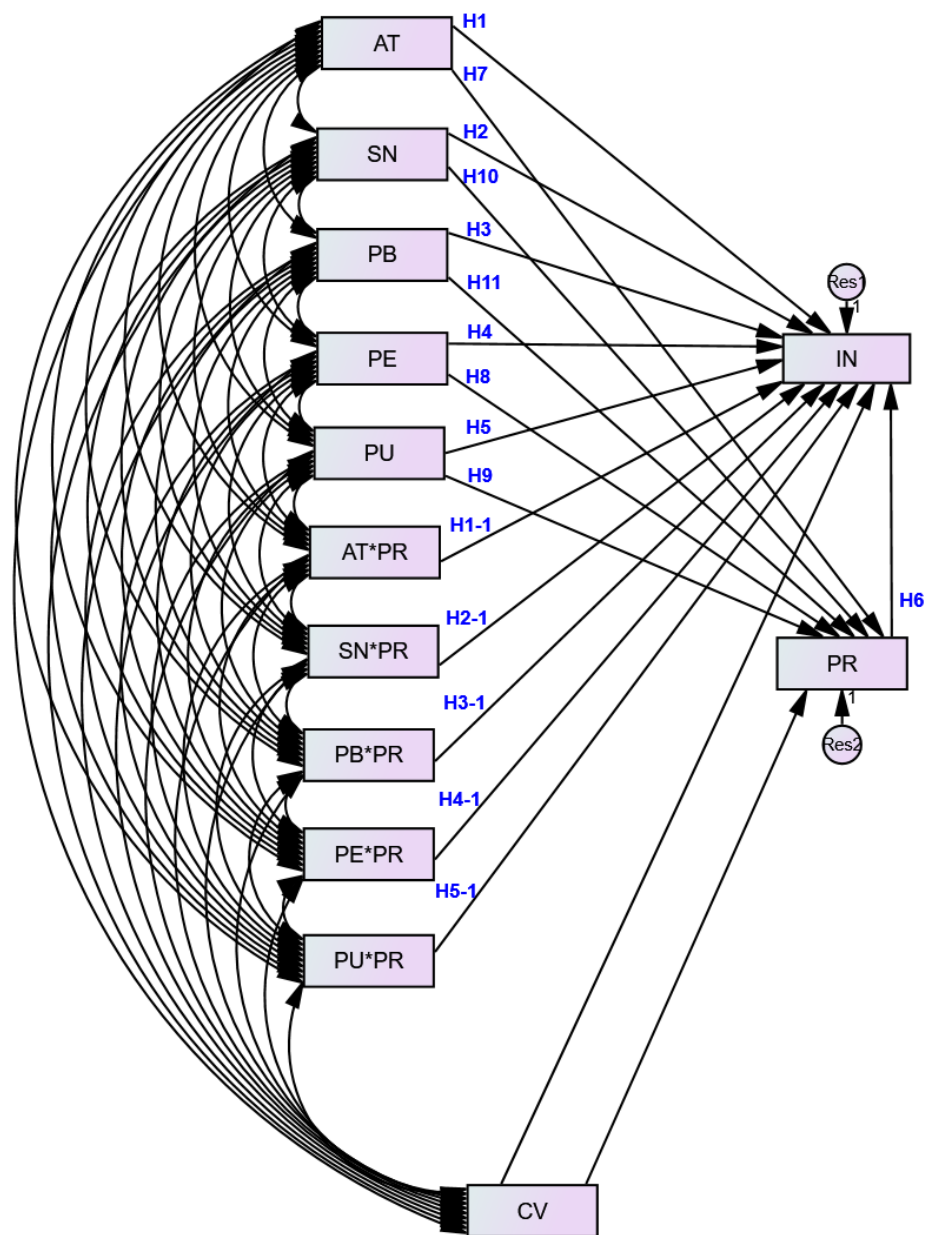 AT
H1
H7
SN
H2
H10
PB
H3
H11
PE
H4
H8
PU
H5
H9
AT*PR
H1-1
SN*PR
H2-1
PB*PR
H3-1
PE*PR
H4-1
PU*PR
H5-1
Res1
1
IN
H6
PR
1
Res2
CV